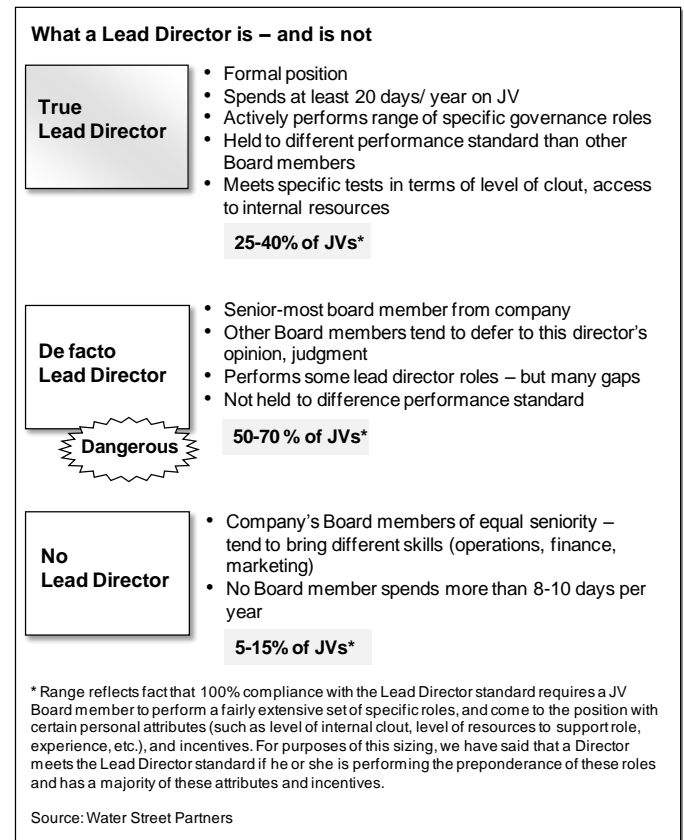 What a Lead Director is – and is not
True
Lead Director
• Formal position
• Spends at least 20 days/ year on JV
• Actively performs range of specific governance roles
• Held to different performance standard than other
Board members
• Meets specific tests in terms of level of clout, access
to internal resources
25-40% of JVs*
De facto
Lead Director
Dangerous
• Senior-most board member from company
• Other Board members tend to defer to this director's
opinion, judgment
• Performs some lead director roles – but many gaps
• Not held to difference performance standard
50-70 % of JVs*
No
Lead Director
• Company's Board members of equal seniority –
tend to bring different skills (operations, finance,
marketing)
• No Board member spends more than 8-10 days per
year
5-15% of JVs*
* Range reflects fact that 100% compliance with the Lead Director standard requires a JV
Board member to perform a fairly extensive set of specific roles, and come to the position with
certain personal attributes (such as level of internal clout, level of resources to support role,
experience, etc.), and incentives. For purposes of this sizing, we have said that a Director
meets the Lead Director standard if he or she is performing the preponderance of these roles
and has a majority of these attributes and incentives.
Source: Water Street Partners